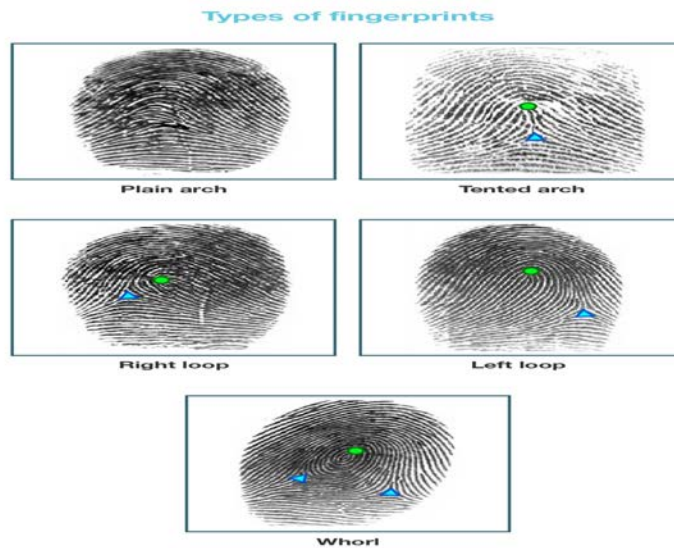 Types of fingerprints
Plain arch
Tented arch
Right loop
Left loop
Whorl